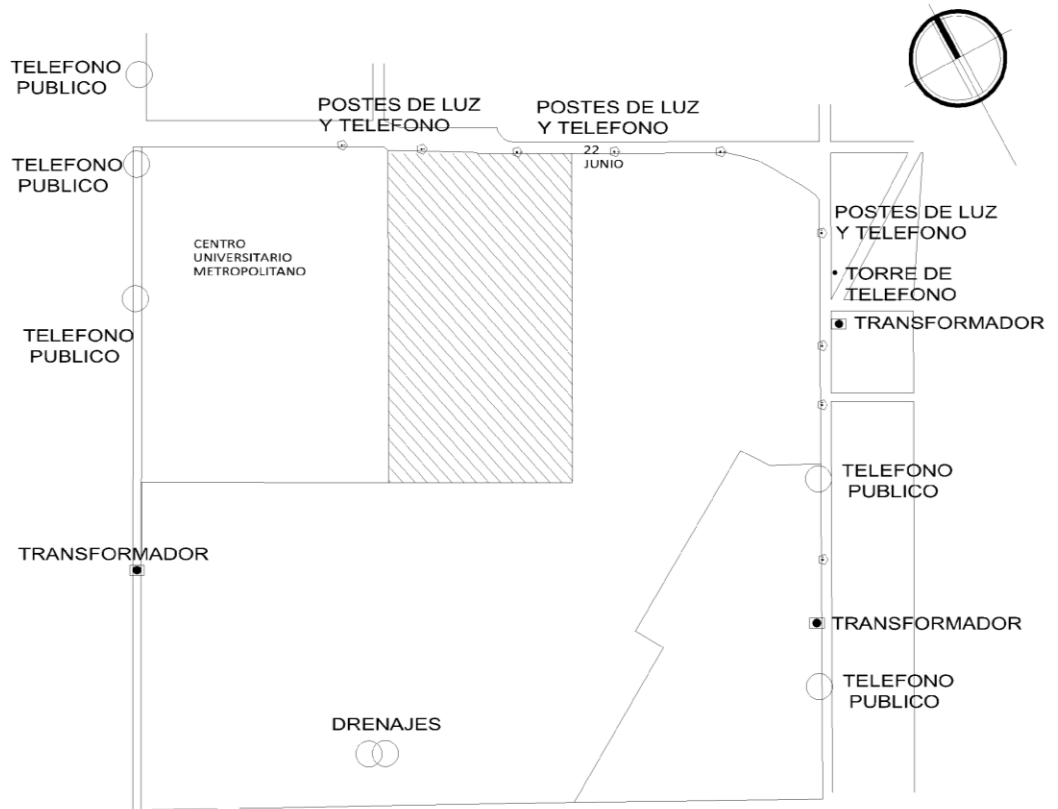 TELEFONO
PUBLICO
POSTES DE LUZ
Y TELEFONO
POSTES DE LUZ
Y TELEFONO
22
JUNIO
TELEFONO
PUBLICO
POSTES DE LUZ
Y TELEFONO
CENTRO
UNIVERSITARIO
METROPOLITANO
TORRE DE
TELEFONO
TRANSFORMADOR
TELEFONO
PUBLICO
TELEFONO
PUBLICO
TRANSFORMADOR
TRANSFORMADOR
TELEFONO
PUBLICO
DRENAJES